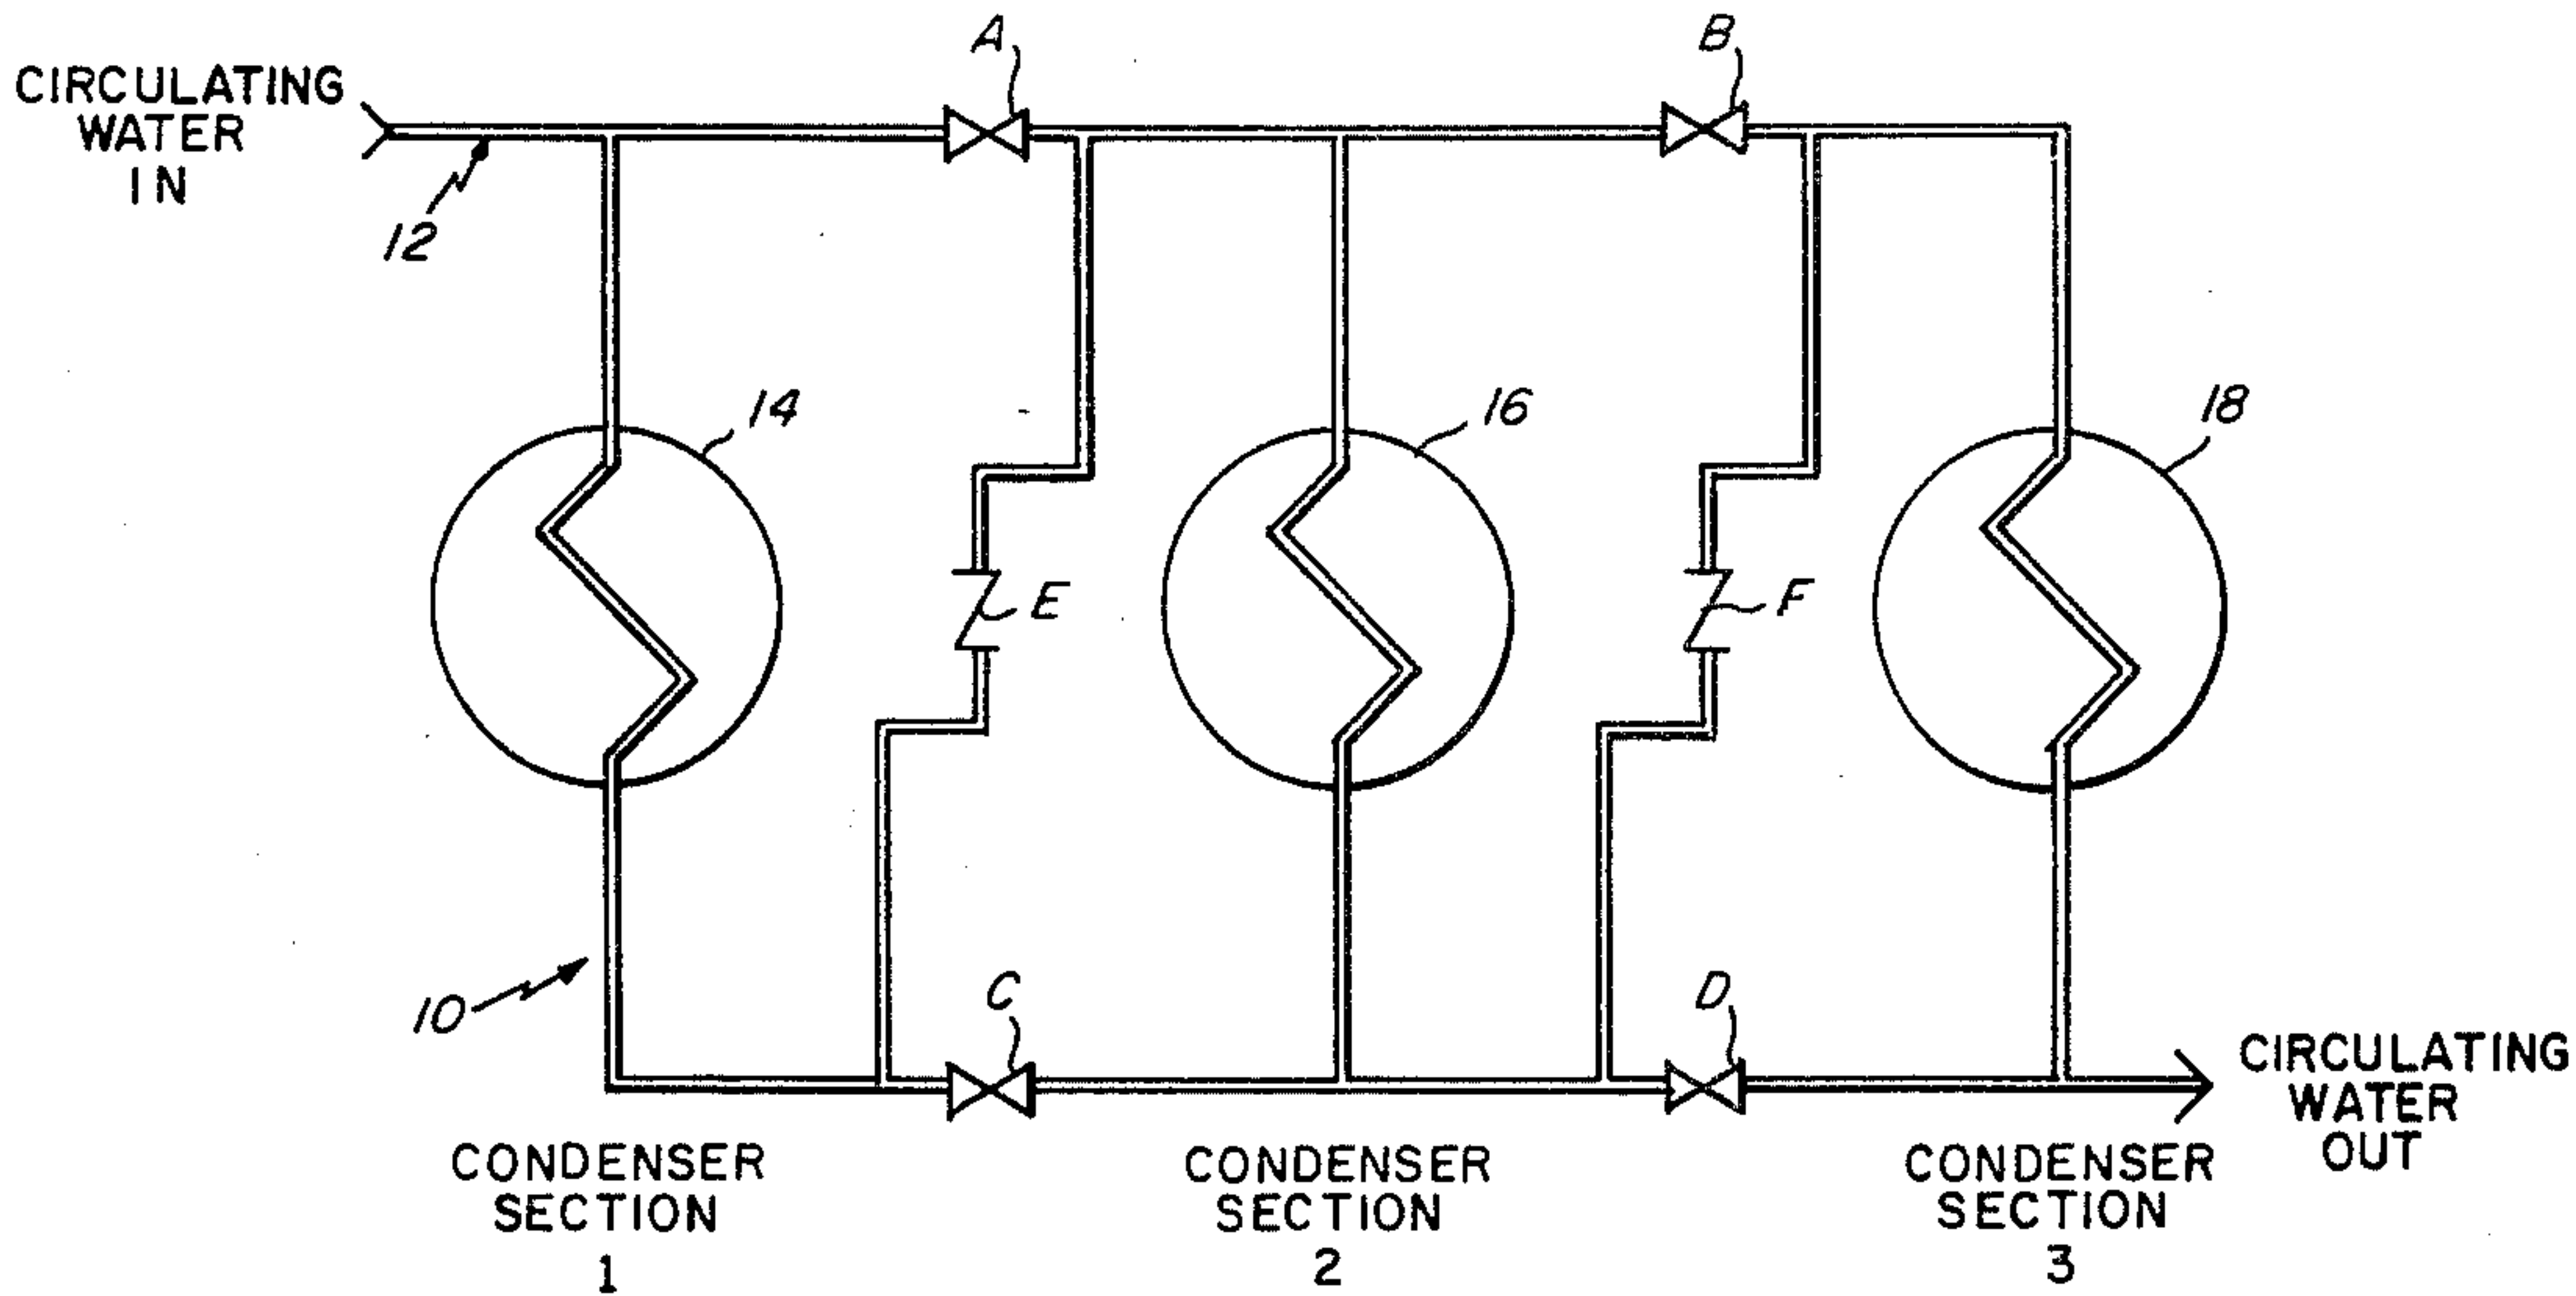 A
B
CIRCULATING
WATER
IN
12
14
16
18
E
F
10
C
D
CIRCULATING
WATER
OUT
CONDENSER
SECTION
1
CONDENSER
SECTION
2
CONDENSER
SECTION
3